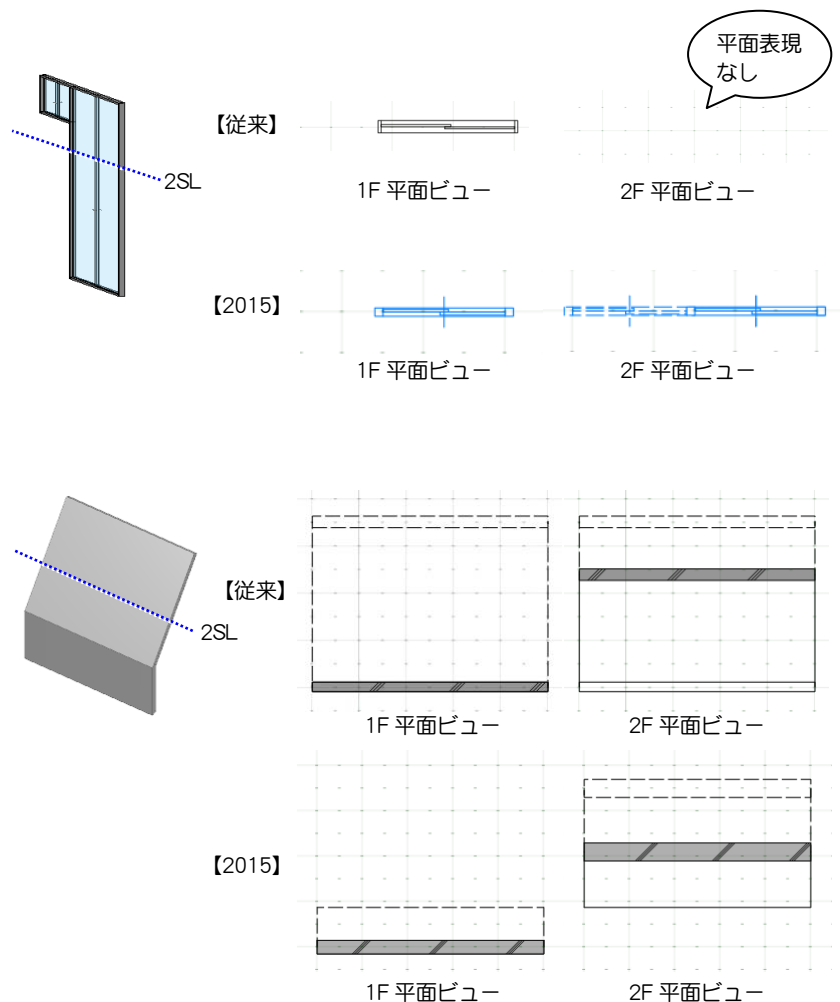 平面表現
なし
【従来】
2SL
1F 平面ビュー
2F 平面ビュー
【2015】
1F 平面ビュー
2F 平面ビュー
【従来】
2SL
1F 平面ビュー
2F 平面ビュー
【2015】
1F 平面ビュー
2F 平面ビュー